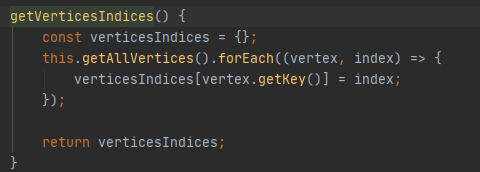 getVerticesIndices() {
    const verticesIndices = {};
    this.getAllVertices().forEach((vertex, index) => {
        verticesIndices[vertex.getKey()] = index;
    });

    return verticesIndices;
}